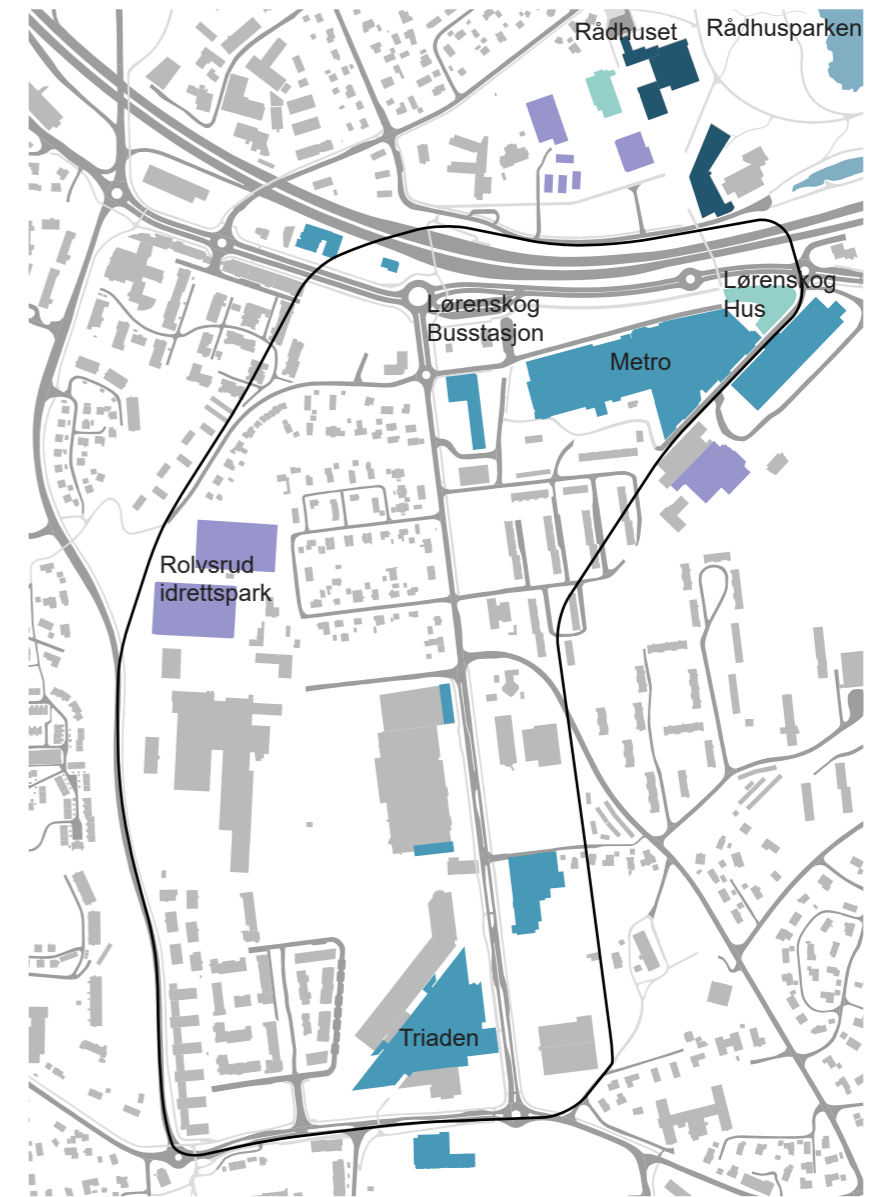 Rådhuset
Rådhusparken
Lørenskog
Hus
Lørenskog
Busstasjon
Metro
Rolvsrud
idrettspark
Triaden